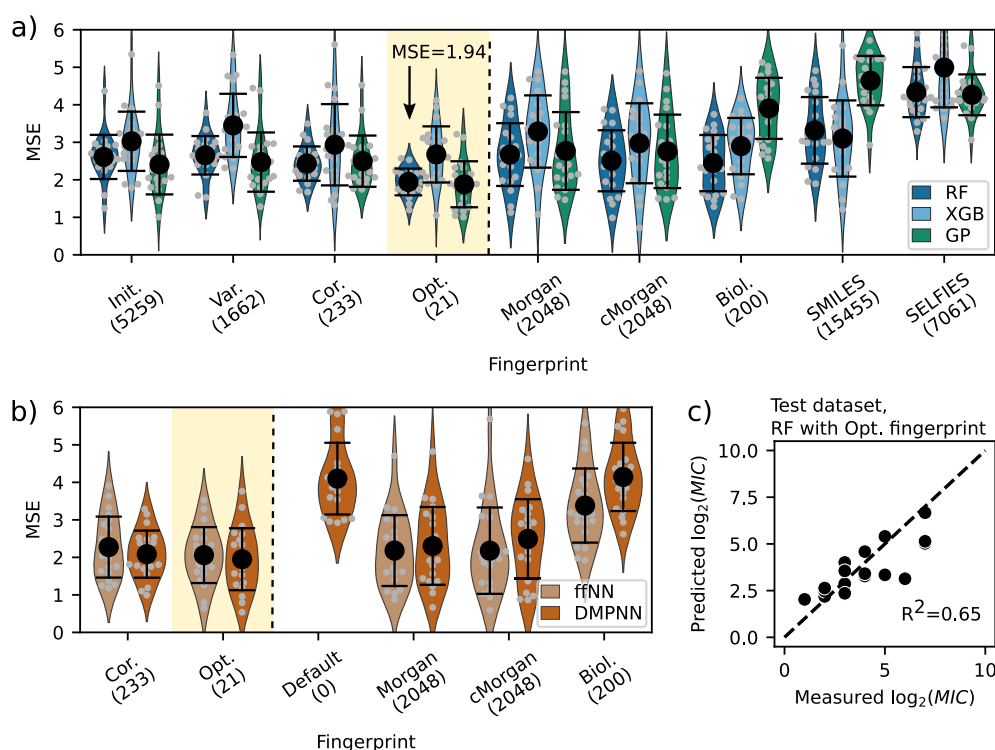 a)
MSE
6
5
4
3
2
1
0
MSE=1.94
RF
XGB
GP
Init.
(5259)
Var.
(1662)
Cor.
(233)
Opt.
(21)
Morgan
(2048)
cMorgan
(2048)
Biol.
(200)
SMILES
(15455)
SELFIES
(7061)
Fingerprint
b)
MSE
6
5
4
3
2
1
0
ffNN
DMPNN
Cor.
(233)
Opt.
(21)
Default
(0)
Morgan
(2048)
cMorgan
(2048)
Biol.
(200)
Fingerprint
c)
Test dataset,
RF with Opt. fingerprint
Predicted log₂(MIC)
10.0
7.5
5.0
2.5
0.0
R²=0.65
0
5
10
Measured log₂(MIC)